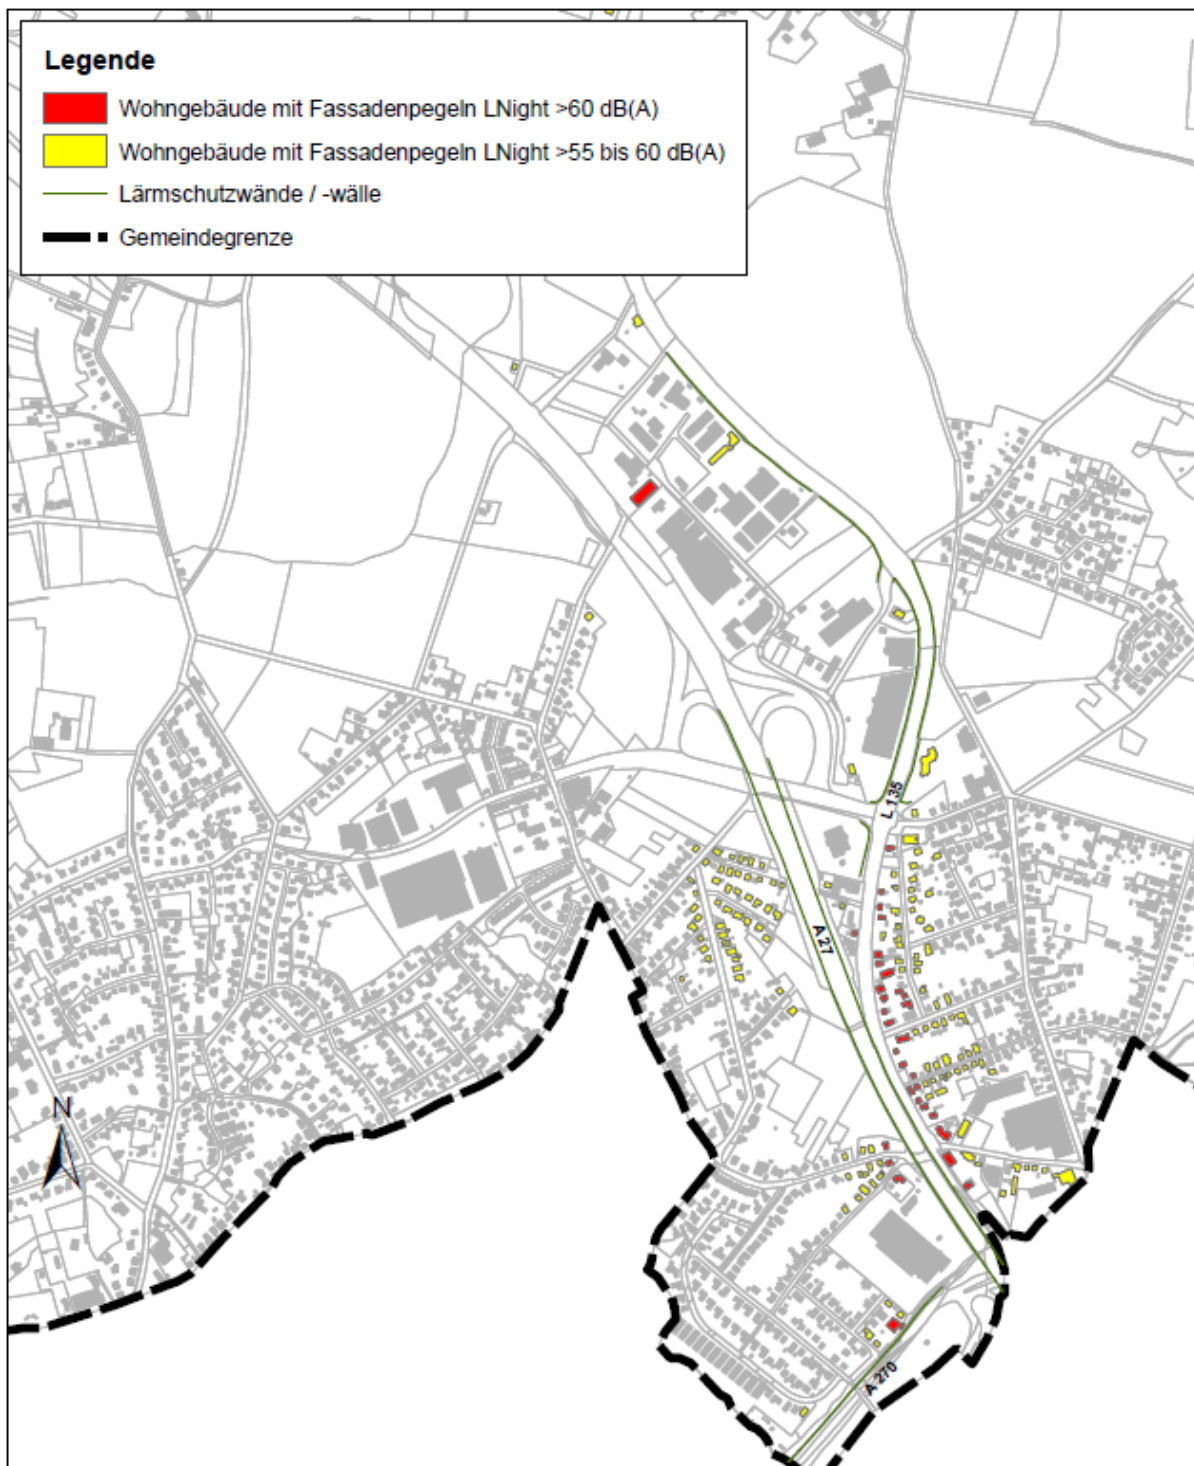 Legende
Wohngebäude mit Fassadenpegeln LNight >60 dB(A)
Wohngebäude mit Fassadenpegeln LNight >55 bis 60 dB(A)
Lärmschutzwände / -wälle
Gemeindegrenze
L 135
A 27
N
A 270